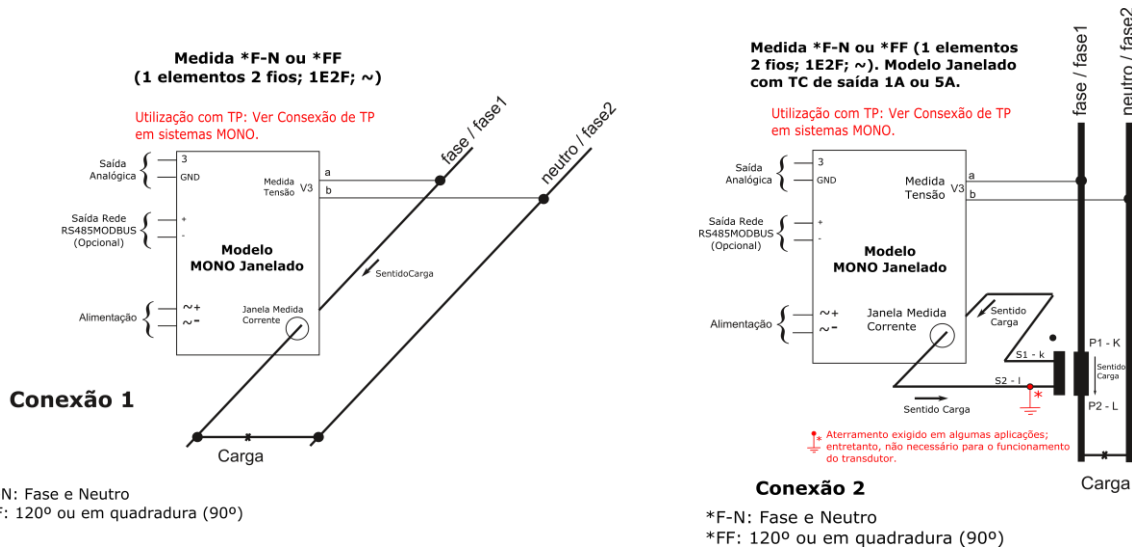 Medida *F-N ou *FF
(1 elementos 2 fios; 1E2F; ~)
Utilização com TP: Ver Consexão de TP
em sistemas MONO.
fase / fase1
neutro / fase2
Saída
Analógica
3
GND
Medida
Tensão
V3
a
b
Saída Rede
RS485MODBUS
(Opcional)
+
-
Modelo
MONO Janelado
SentidoCarga
Alimentação
~+
~-
Janela Medida
Corrente
Conexão 1
Carga
N: Fase e Neutro
F: 120º ou em quadradura (90º)
Medida *F-N ou *FF (1 elementos
2 fios; 1E2F; ~). Modelo Janelado
com TC de saída 1A ou 5A.
Utilização com TP: Ver Consexão de TP
em sistemas MONO.
fase / fase1
neutro / fase2
Saída
Analógica
3
GND
Medida
Tensão
V3
a
b
Saída Rede
RS485MODBUS
(Opcional)
+
-
Modelo
MONO Janelado
Alimentação
~+
~-
Janela Medida
Corrente
Sentido
Carga
S1 - k
S2 - l
P1 - K
Sentido
Carga
P2 - L
*
Sentido Carga
* Aterramento exigido em algumas aplicações;
entretanto, não necessário para o funcionamento
do transdutor.
Conexão 2
Carga
*F-N: Fase e Neutro
*FF: 120º ou em quadradura (90º)